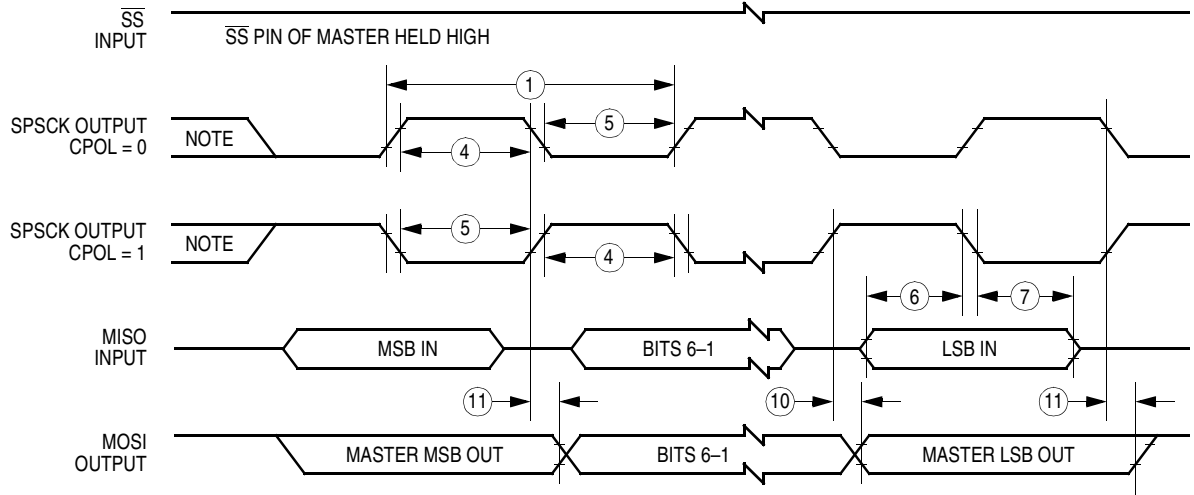 SS
INPUT
SS PIN OF MASTER HELD HIGH
1
SPSCK OUTPUT
CPOL = 0
NOTE
5
4
SPSCK OUTPUT
CPOL = 1
NOTE
5
4
6
7
MISO
INPUT
MSB IN
BITS 6–1
LSB IN
11
10
11
MOSI
OUTPUT
MASTER MSB OUT
BITS 6–1
MASTER LSB OUT